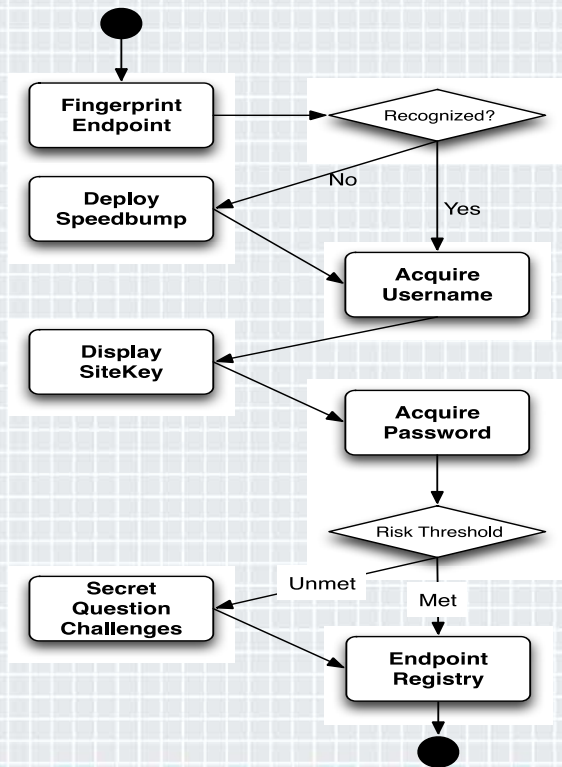 Fingerprint
Endpoint
Recognized?
No
Yes
Deploy
Speedbump
Acquire
Username
Display
SiteKey
Acquire
Password
Risk Threshold
Unmet
Met
Secret
Question
Challenges
Endpoint
Registry